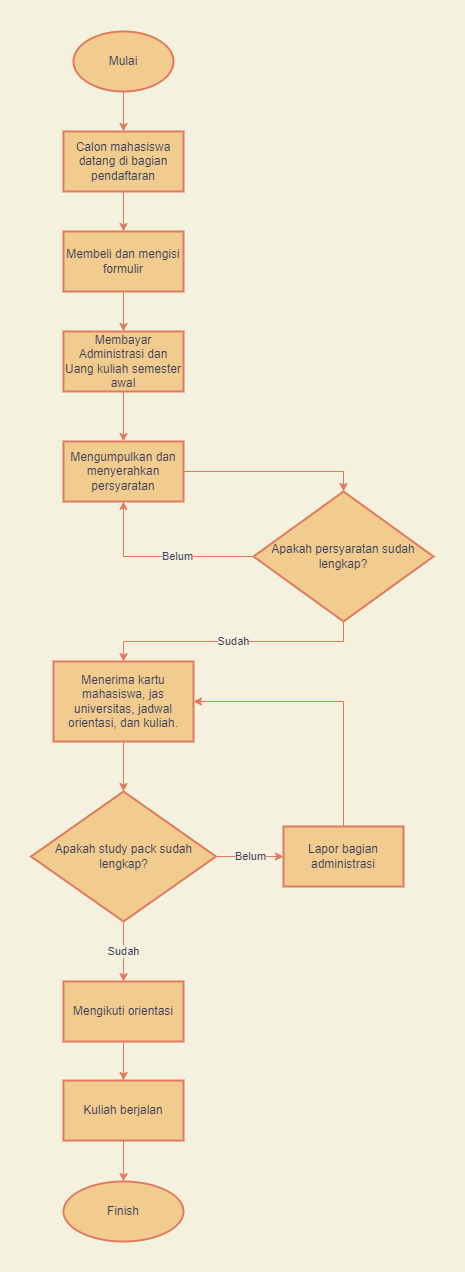 Mulai
Calon mahasiswa
datang di bagian
pendaftaran
Membeli dan mengisi
formulir
Membayar
Administrasi dan
Uang kuliah semester
awal
Mengumpulkan dan
menyerahkan
persyaratan
Apakah persyaratan sudah
lengkap?
Belum
Sudah
Menerima kartu
mahasiswa, jas
universitas, jadwal
orientasi, dan kuliah.
Apakah study pack sudah
lengkap?
Belum
Lapor bagian
administrasi
Sudah
Mengikuti orientasi
Kuliah berjalan
Finish